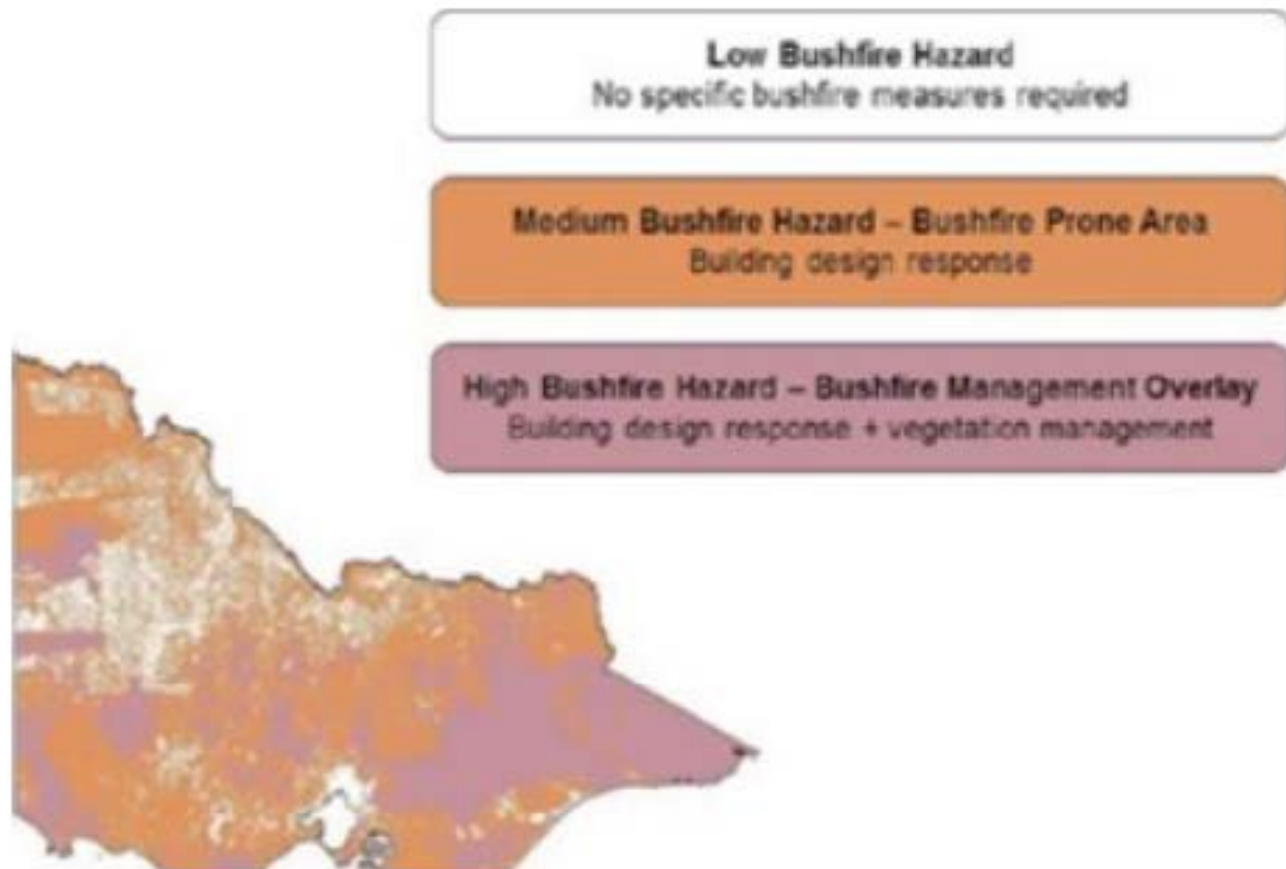 Low Bushfire Hazard
No specific bushfire measures required
Medium Bushfire Hazard – Bushfire Prone Area
Building design response
High Bushfire Hazard – Bushfire Management Overlay
Building design response + vegetation management